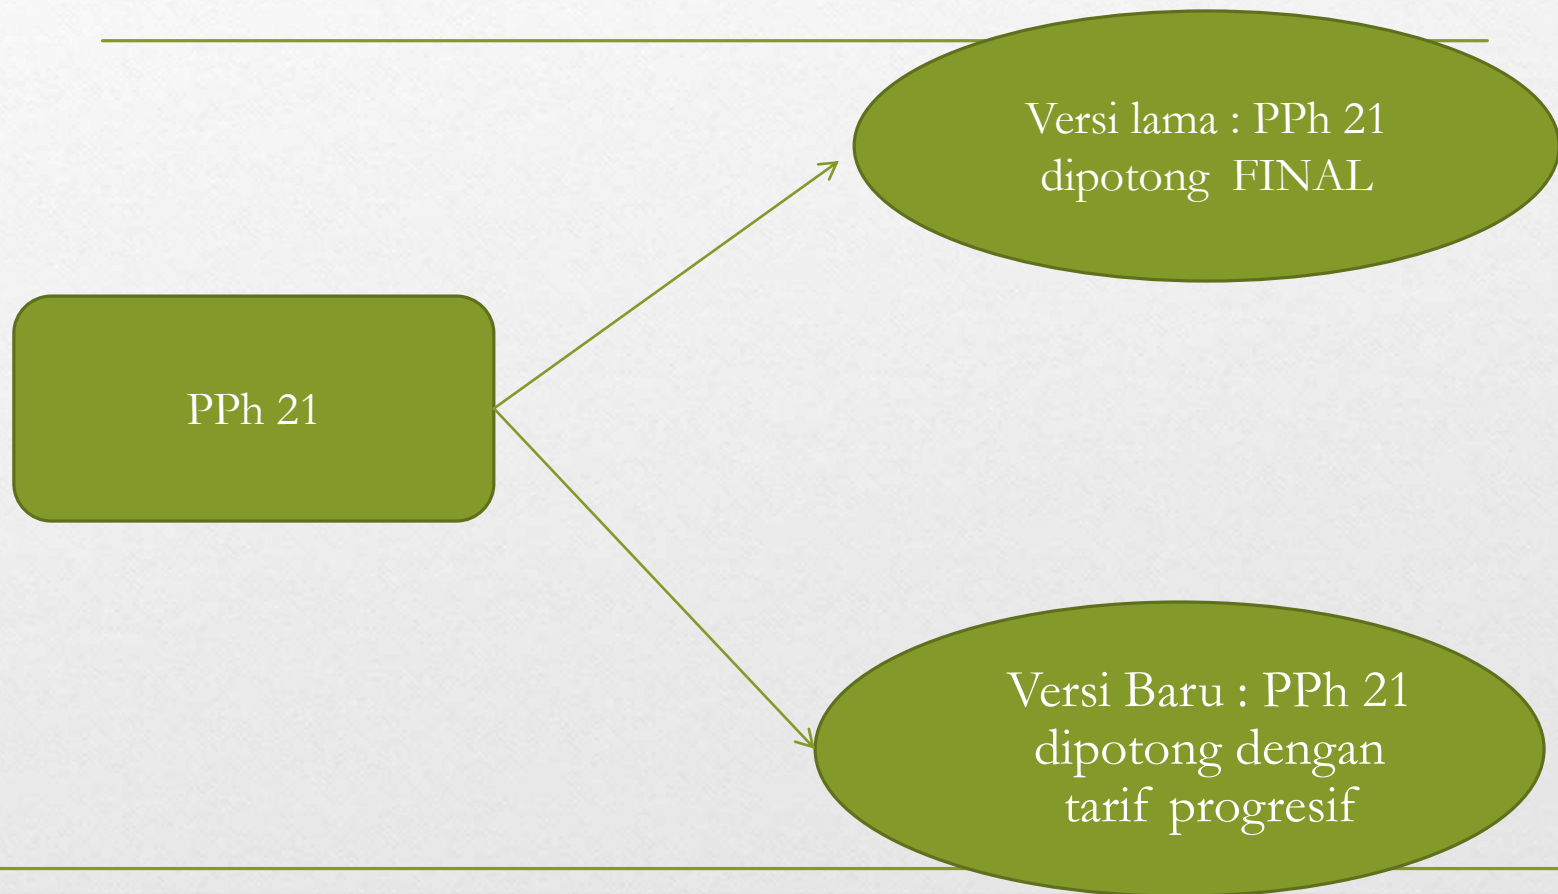 Versi lama : PPh 21
dipotong  FINAL
PPh 21
Versi Baru : PPh 21
dipotong dengan
tarif progresif